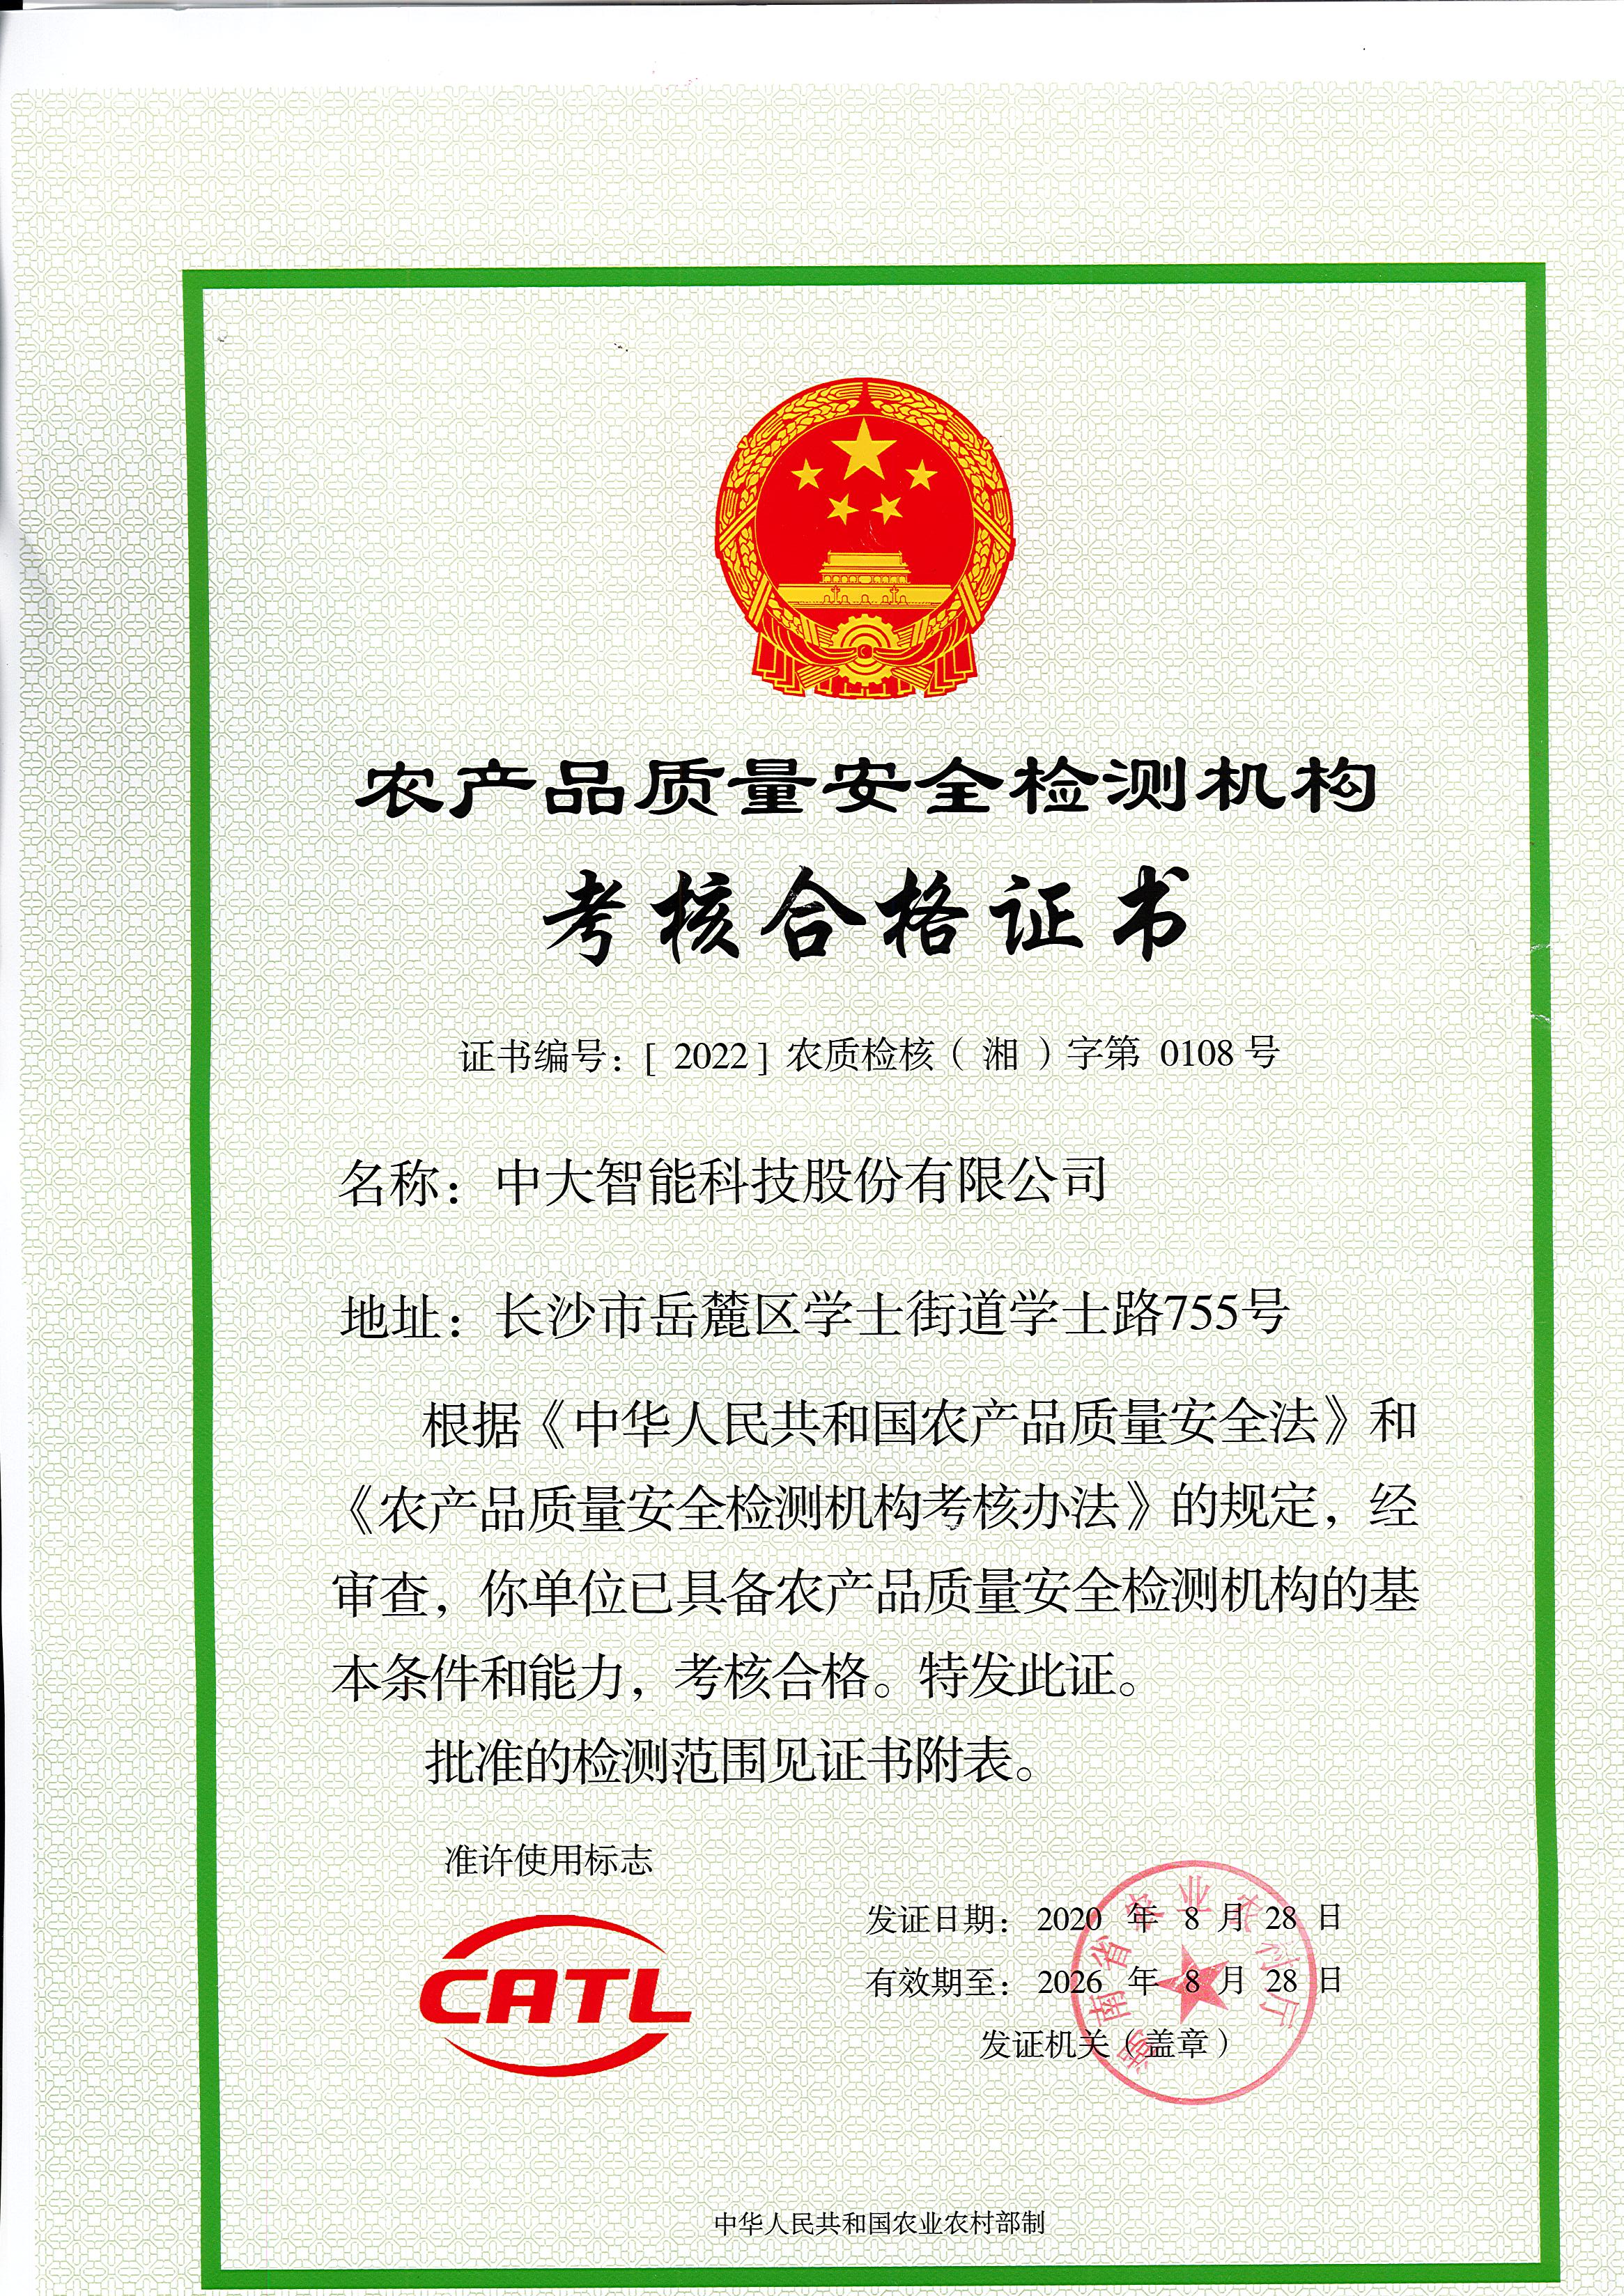 农产品质量安全检测机构
考核合格证书
证书编号：[ 2022 ] 农质检核（ 湘 ）字第 0108 号
名称：中大智能科技股份有限公司
地址：长沙市岳麓区学士街道学士路755号
根据《中华人民共和国农产品质量安全法》和
《农产品质量安全检测机构考核办法》的规定，经
审查，你单位已具备农产品质量安全检测机构的基
本条件和能力，考核合格。特发此证。
批准的检测范围见证书附表。
准许使用标志
CATL
发证日期： 2020 年 8 月 28 日
有效期至： 2026 年 8 月 28 日
发证机关（盖章）
湖南省农业农村厅
中华人民共和国农业农村部制